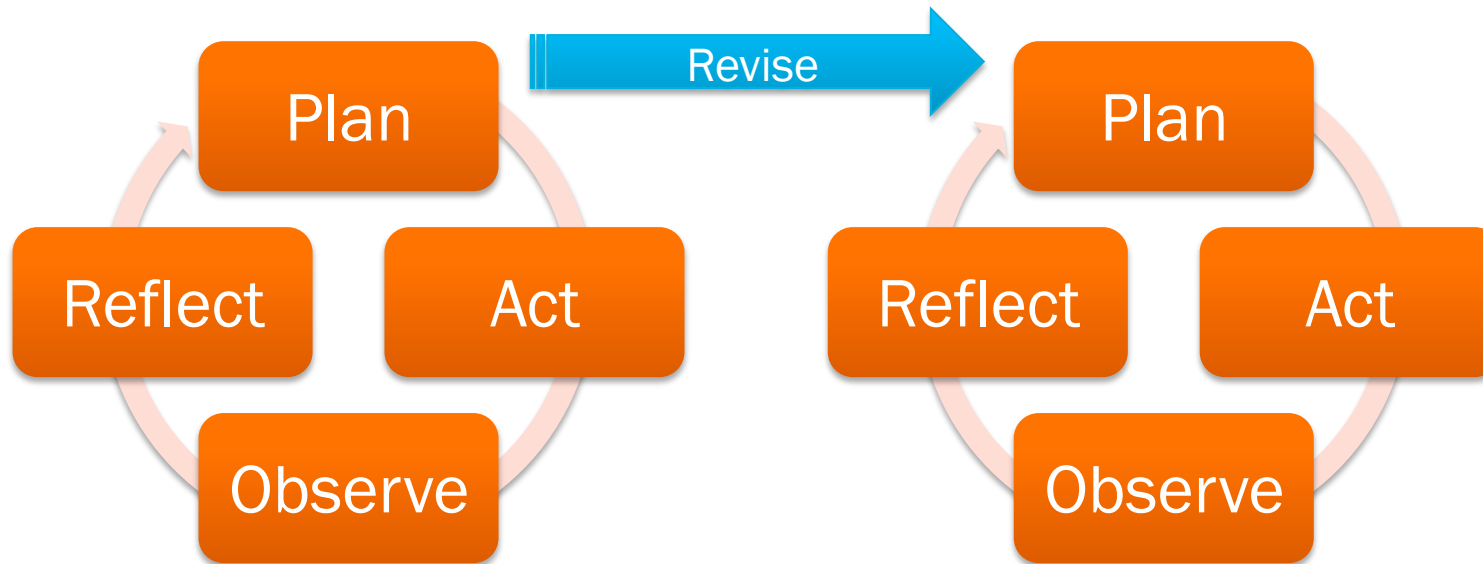 Plan
Revise
Plan
Reflect
Act
Reflect
Act
Observe
Observe